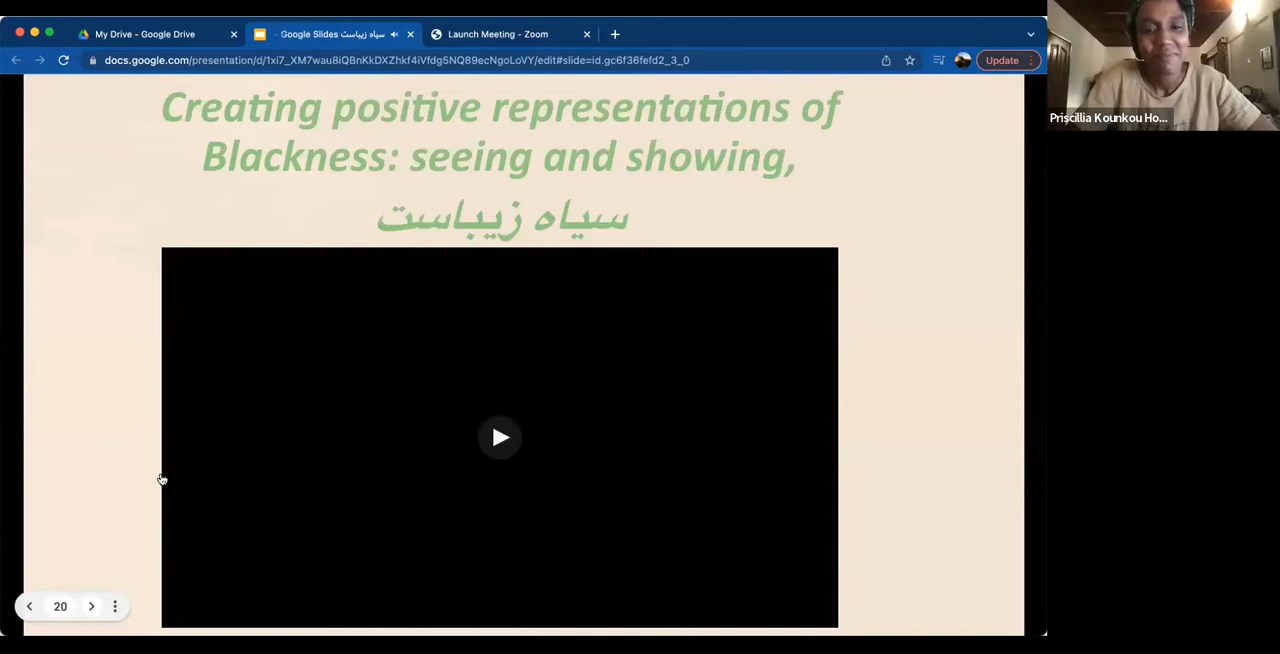 My Drive - Google Drive
سیاه زیباست - Google Slides
Launch Meeting - Zoom
docs.google.com/presentation/d/1xi7_XM7wau8iQBnKkDXZhkf4iVfdg5NQ89ecNgoLoVY/edit#slide=id.gc6f36fefd2_3_0
Update
Creating positive representations of
Blackness: seeing and showing,
سیاه زیباست
20
Priscillia Kounkou Ho...